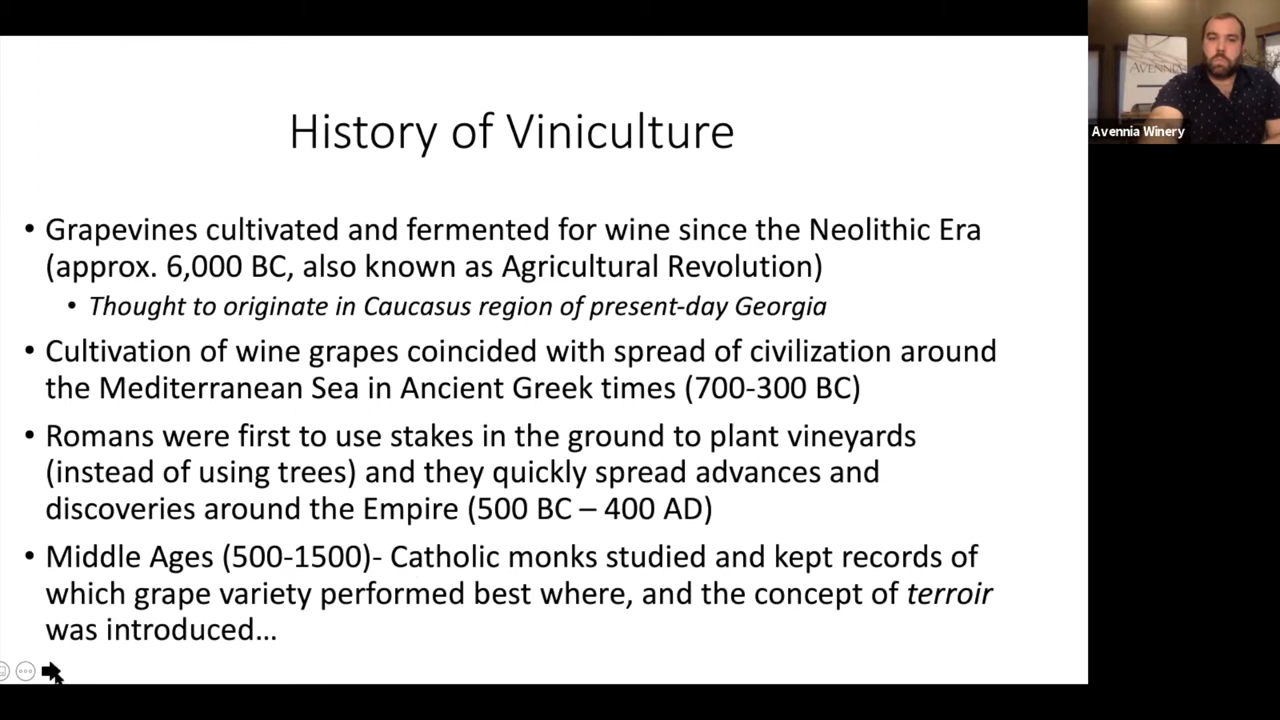 History of Viniculture
• Grapevines cultivated and fermented for wine since the Neolithic Era
(approx. 6,000 BC, also known as Agricultural Revolution)
• Thought to originate in Caucasus region of present-day Georgia
• Cultivation of wine grapes coincided with spread of civilization around
the Mediterranean Sea in Ancient Greek times (700-300 BC)
• Romans were first to use stakes in the ground to plant vineyards
(instead of using trees) and they quickly spread advances and
discoveries around the Empire (500 BC – 400 AD)
• Middle Ages (500-1500)- Catholic monks studied and kept records of
which grape variety performed best where, and the concept of terroir
was introduced…
AVENNIA
Avennia Winery